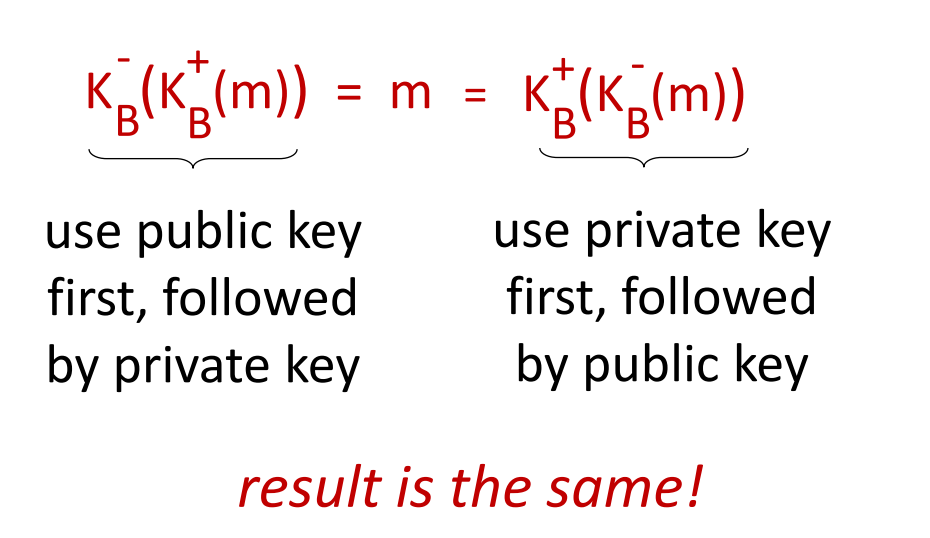 K_B^-(K_B^+(m)) = m = K_B^+(K_B^-(m))
use public key
first, followed
by private key
use private key
first, followed
by public key
result is the same!